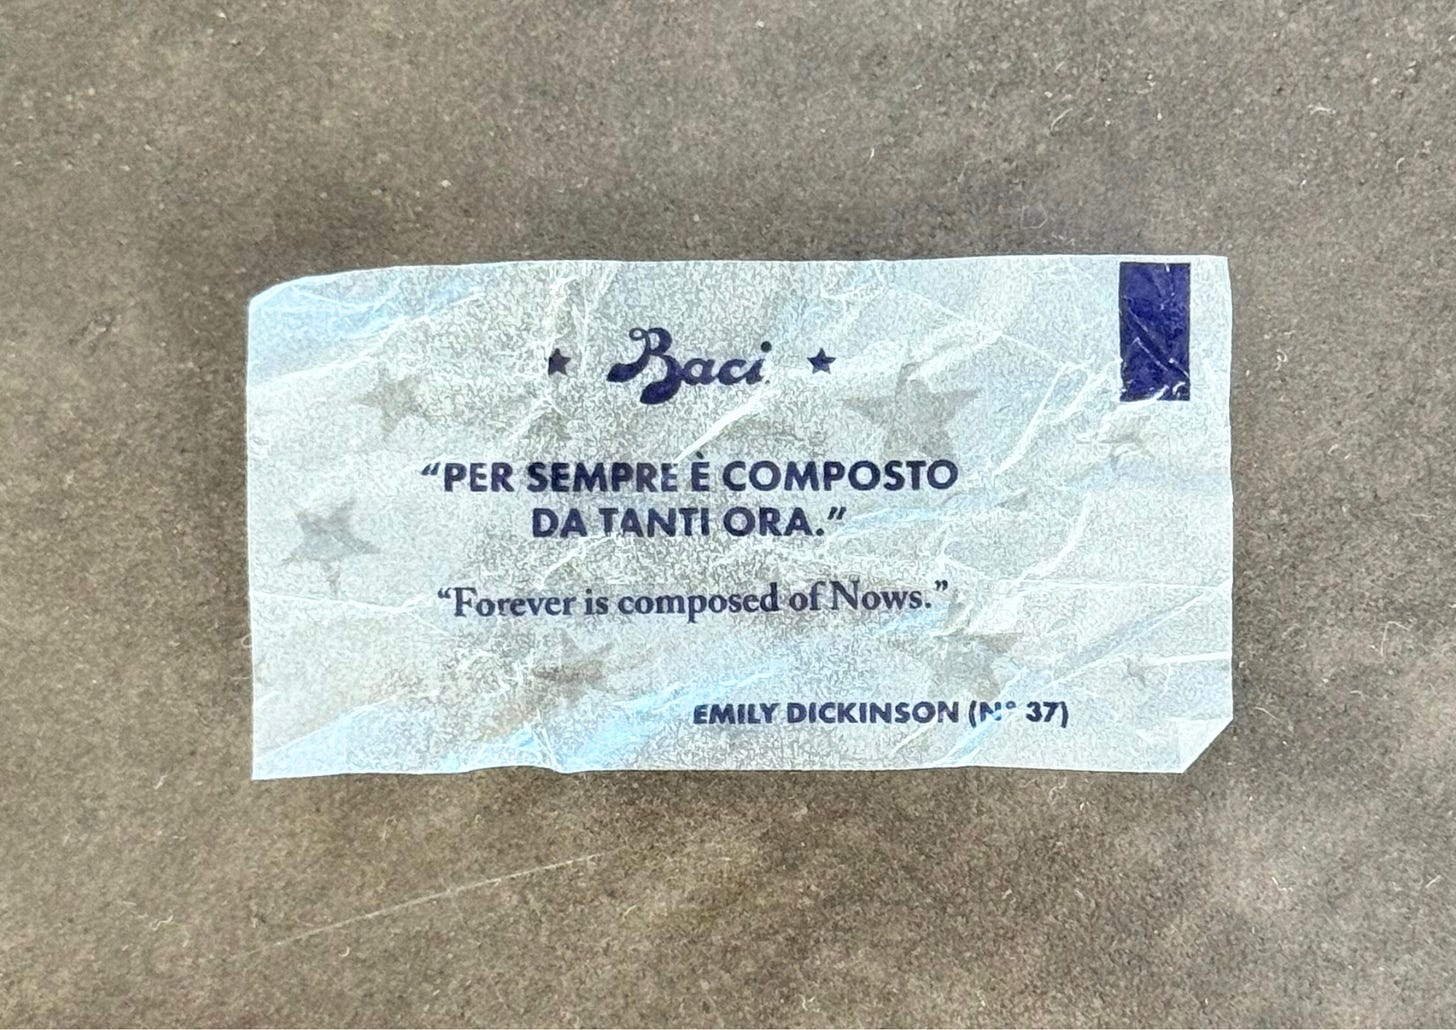 ★ Baci ★
“PER SEMPRE È COMPOSTO
DA TANTI ORA.”
“Forever is composed of Nows.”
EMILY DICKINSON (N° 37)